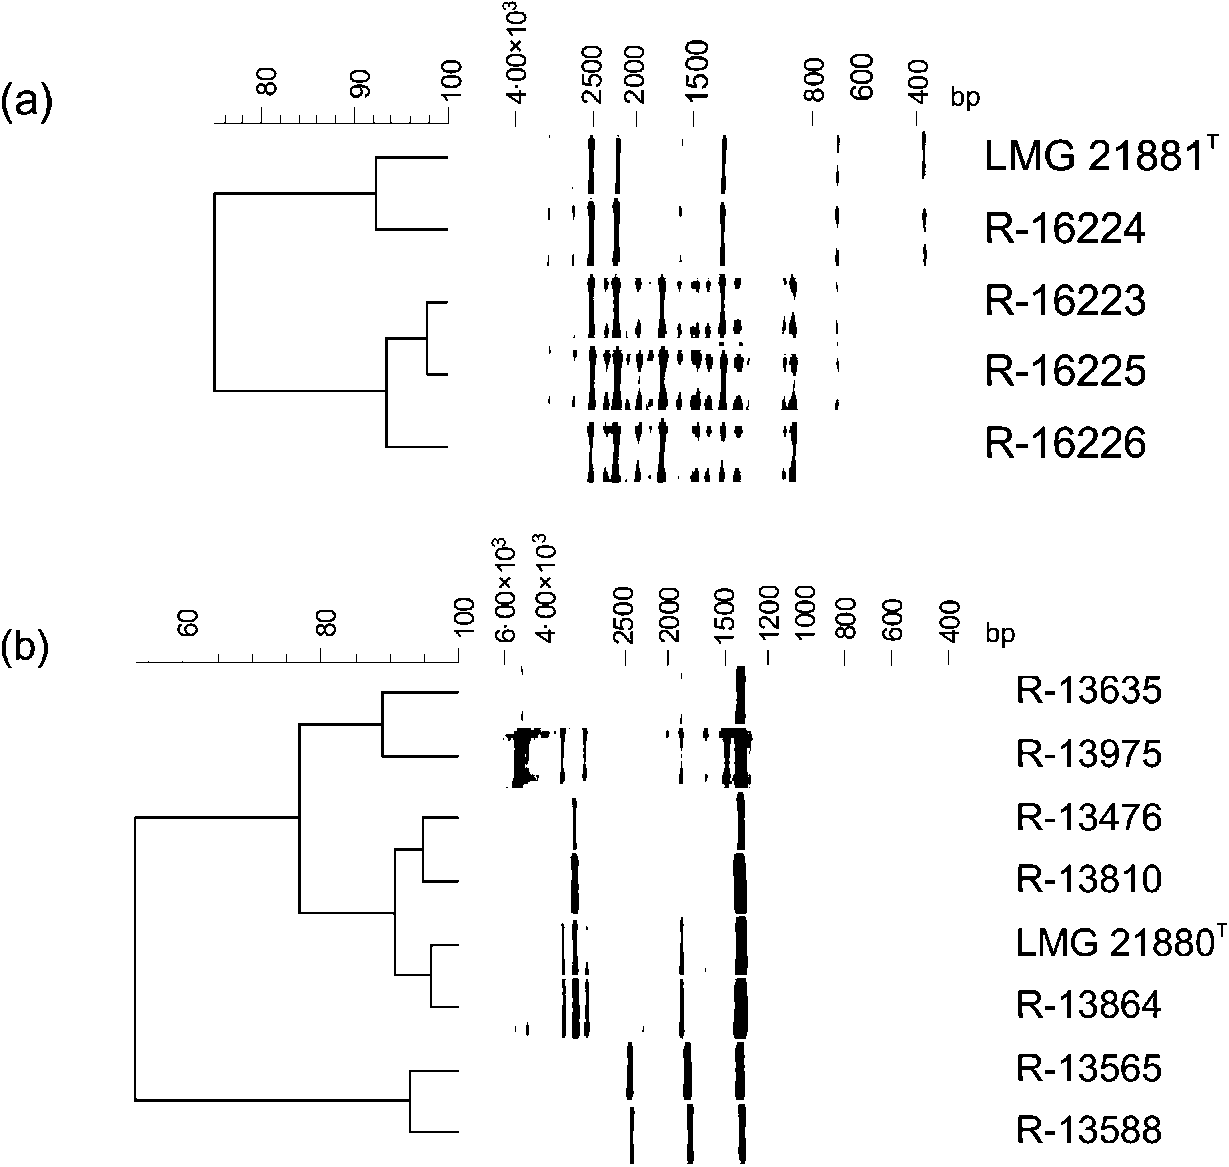 (a)
80 90 100 4·00×10³ 2500 2000 1500 800 600 400 bp
LMG 21881ᵀ
R-16224
R-16223
R-16225
R-16226
(b)
60 80 100 6·00×10³ 4·00×10³ 2500 2000 1500 1200 1000 800 600 400 bp
R-13635
R-13975
R-13476
R-13810
LMG 21880ᵀ
R-13864
R-13565
R-13588